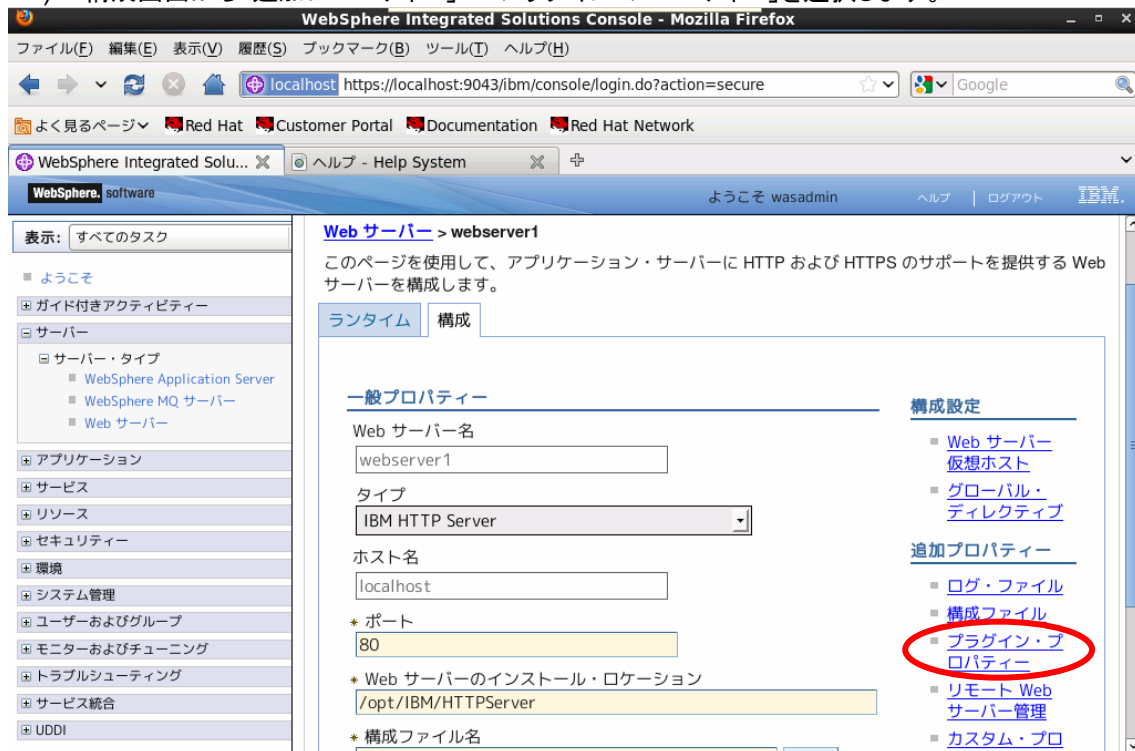 WebSphere Integrated Solutions Console - Mozilla Firefox
ファイル(F) 編集(E) 表示(V) 履歴(S) ブックマーク(B) ツール(T) ヘルプ(H)
localhost https://localhost:9043/ibm/console/login.do?action=secure
Google
よく見るページ Red Hat Customer Portal Documentation Red Hat Network
WebSphere Integrated Solu...
ヘルプ - Help System
WebSphere. software
ようこそ wasadmin
ヘルプ | ログアウト
IBM.
表示: すべてのタスク
ようこそ
ガイド付きアクティビティー
サーバー
サーバー・タイプ
WebSphere Application Server
WebSphere MQ サーバー
Web サーバー
アプリケーション
サービス
リソース
セキュリティー
環境
システム管理
ユーザーおよびグループ
モニターおよびチューニング
トラブルシューティング
サービス統合
UDDI
Web サーバー > webserver1
このページを使用して、アプリケーション・サーバーに HTTP および HTTPS のサポートを提供する Web
サーバーを構成します。
ランタイム 構成
一般プロパティー
Web サーバー名
webserver1
タイプ
IBM HTTP Server
ホスト名
localhost
* ポート
80
* Web サーバーのインストール・ロケーション
/opt/IBM/HTTPServer
* 構成ファイル名
構成設定
Web サーバー
仮想ホスト
グローバル・
ディレクティブ
追加プロパティー
ログ・ファイル
構成ファイル
プラグイン・プ
ロパティー
リモート Web
サーバー管理
カスタム・プロ